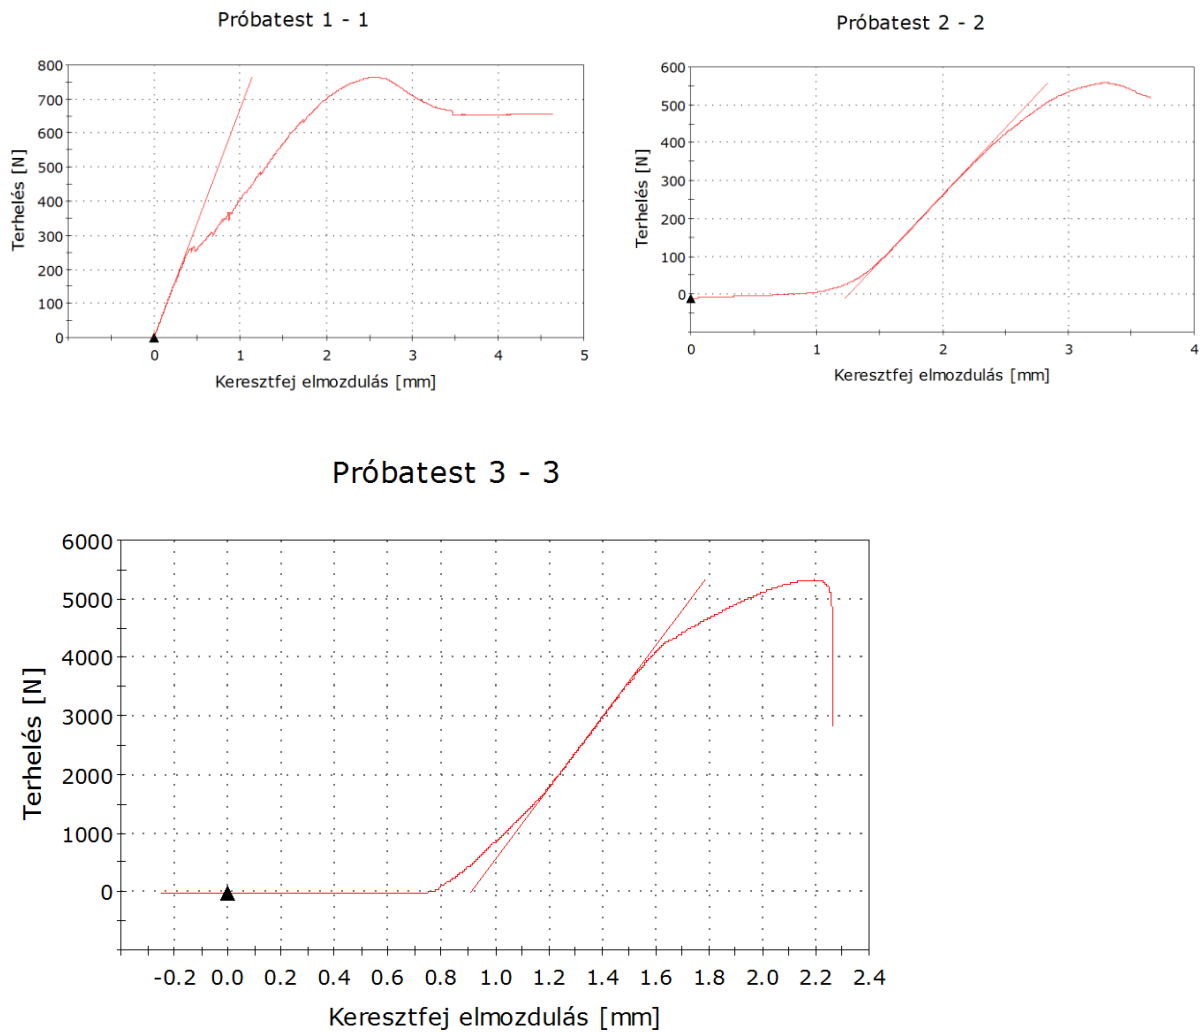 Próbatest 1 - 1
800
700
600
500
400
300
200
100
0
Terhelés [N]
0 1 2 3 4 5
Keresztfej elmozdulás [mm]
Próbatest 2 - 2
600
500
400
300
200
100
0
Terhelés [N]
0 1 2 3 4
Keresztfej elmozdulás [mm]
Próbatest 3 - 3
6000
5000
4000
3000
2000
1000
0
Terhelés [N]
-0.2 0.0 0.2 0.4 0.6 0.8 1.0 1.2 1.4 1.6 1.8 2.0 2.2 2.4
Keresztfej elmozdulás [mm]